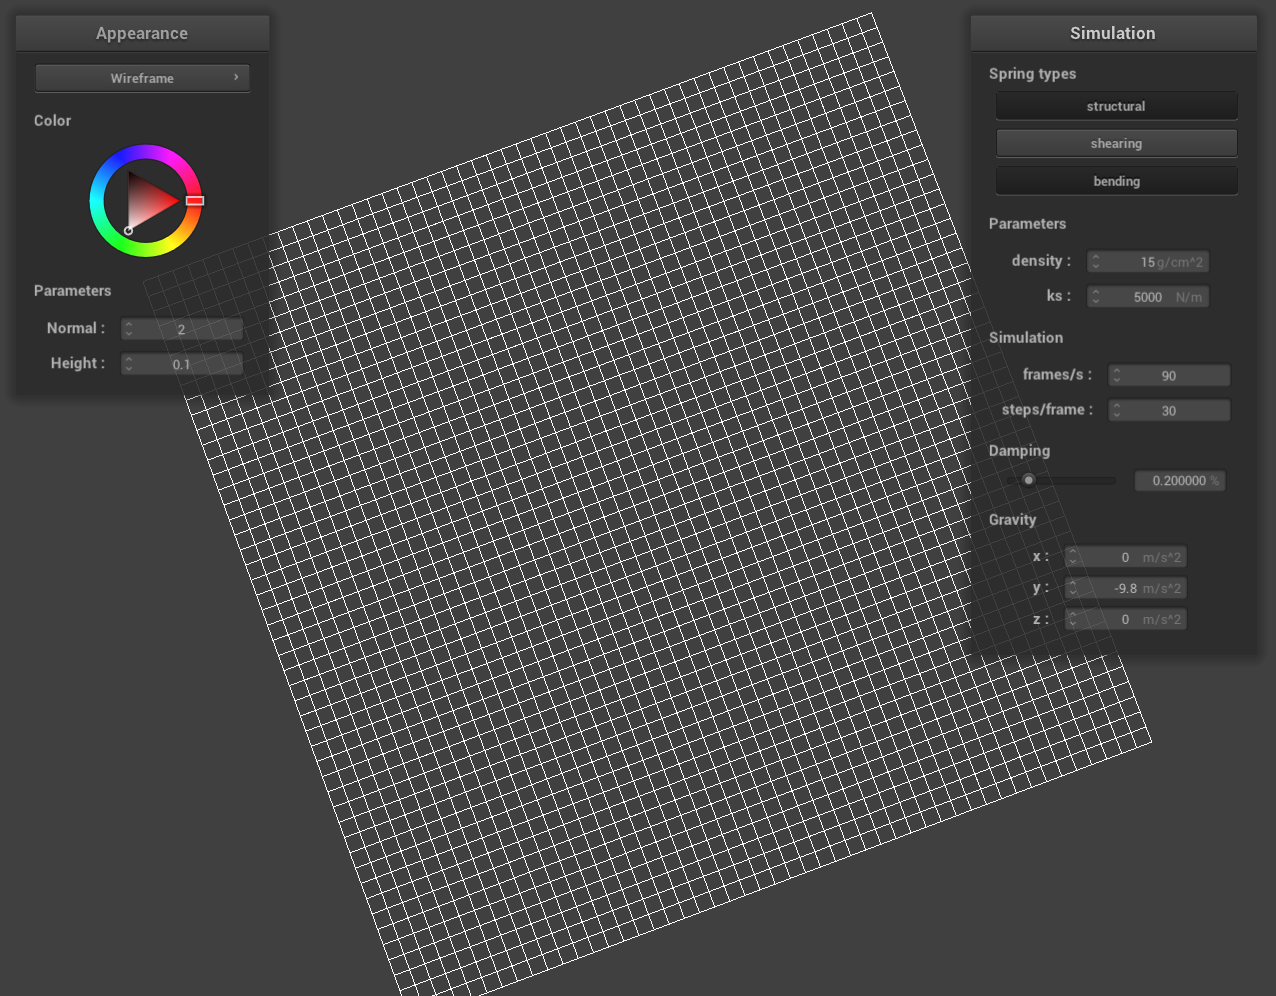 Appearance
Wireframe
Color
Parameters
Normal : 2
Height : 0.1
Simulation
Spring types
structural
shearing
bending
Parameters
density : 15 g/cm^2
ks : 5000 N/m
Simulation
frames/s : 90
steps/frame : 30
Damping
0.200000 %
Gravity
x : 0 m/s^2
y : -9.8 m/s^2
z : 0 m/s^2